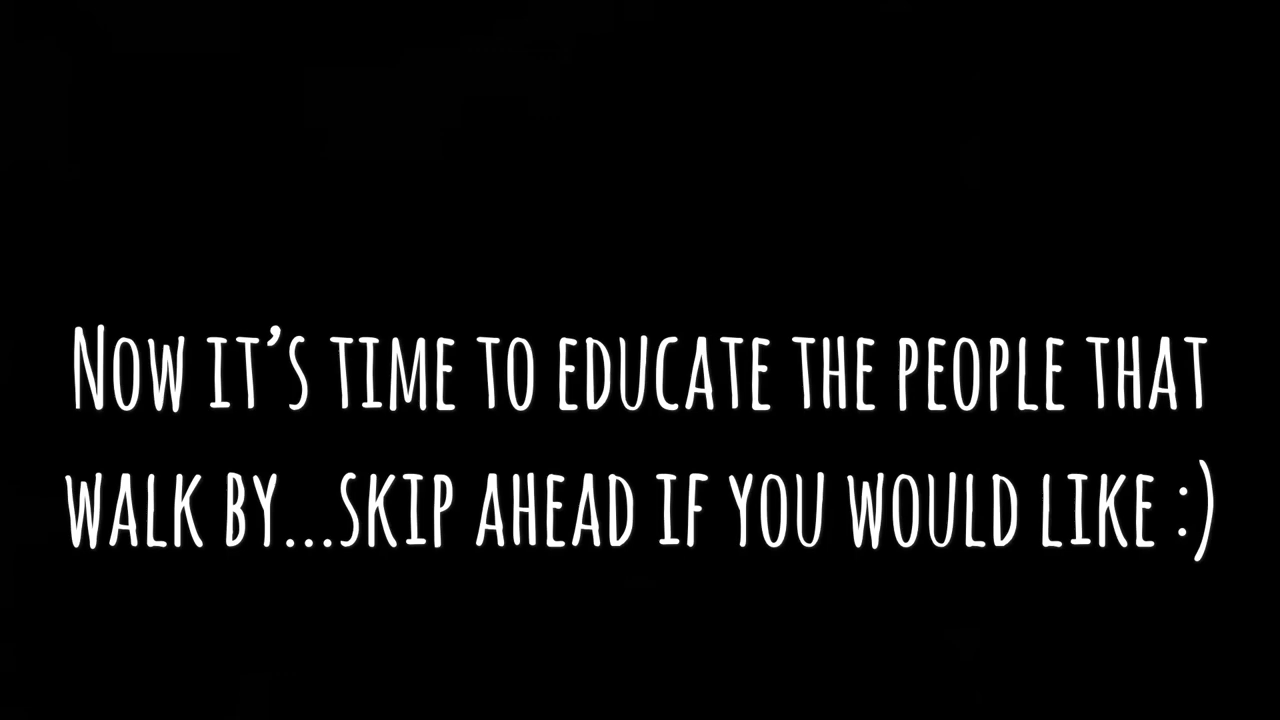 Now it’s time to educate the people that
walk by...skip ahead if you would like :)